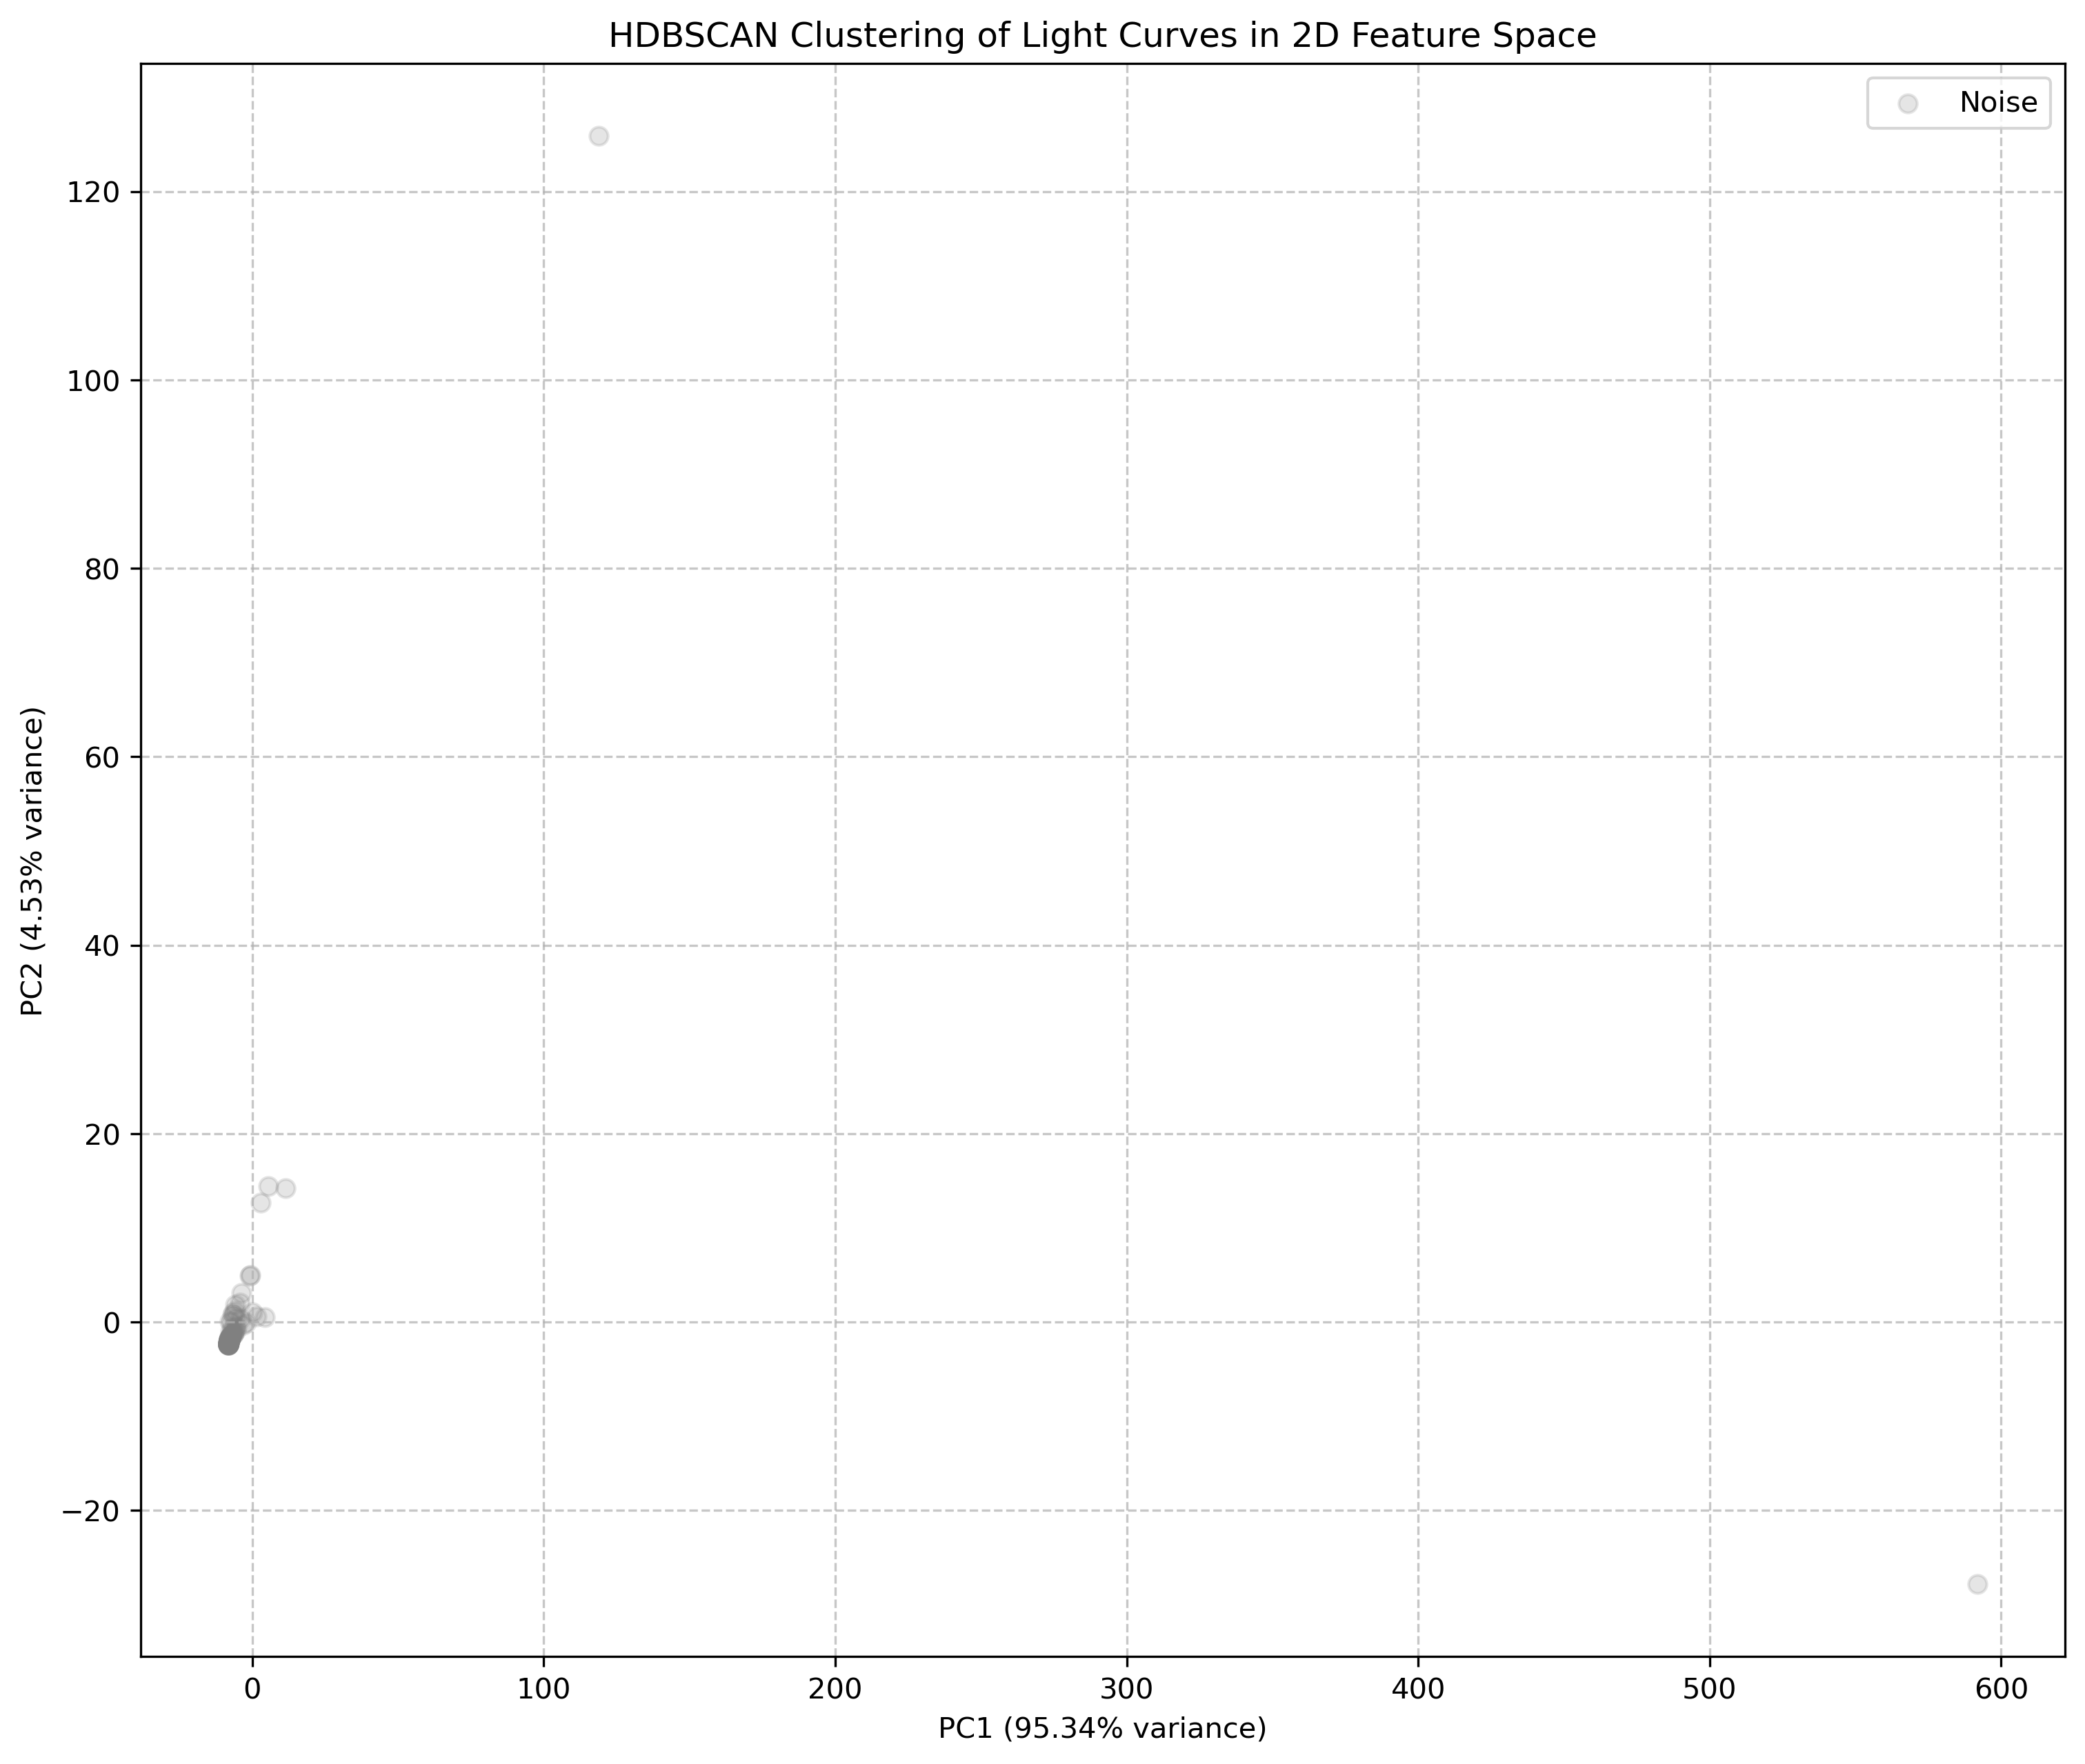 HDBSCAN Clustering of Light Curves in 2D Feature Space
Noise
120
100
80
60
40
20
0
−20
PC2 (4.53% variance)
0 100 200 300 400 500 600
PC1 (95.34% variance)